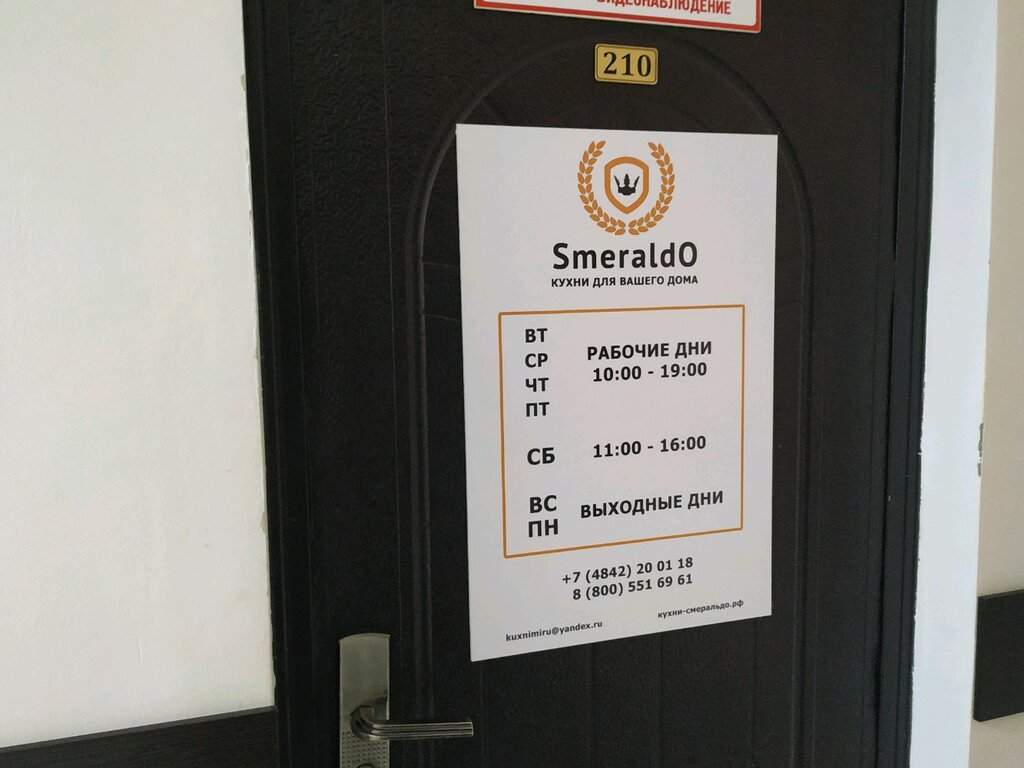 ВИДЕОНАБЛЮДЕНИЕ
210
SmeraldO
КУХНИ ДЛЯ ВАШЕГО ДОМА
ВТ
СР
ЧТ
ПТ
РАБОЧИЕ ДНИ
10:00 - 19:00
СБ 11:00 - 16:00
ВС
ПН
ВЫХОДНЫЕ ДНИ
+7 (4842) 20 01 18
8 (800) 551 69 61
kuxnimiru@yandex.ru
кухни-смеральдо.рф